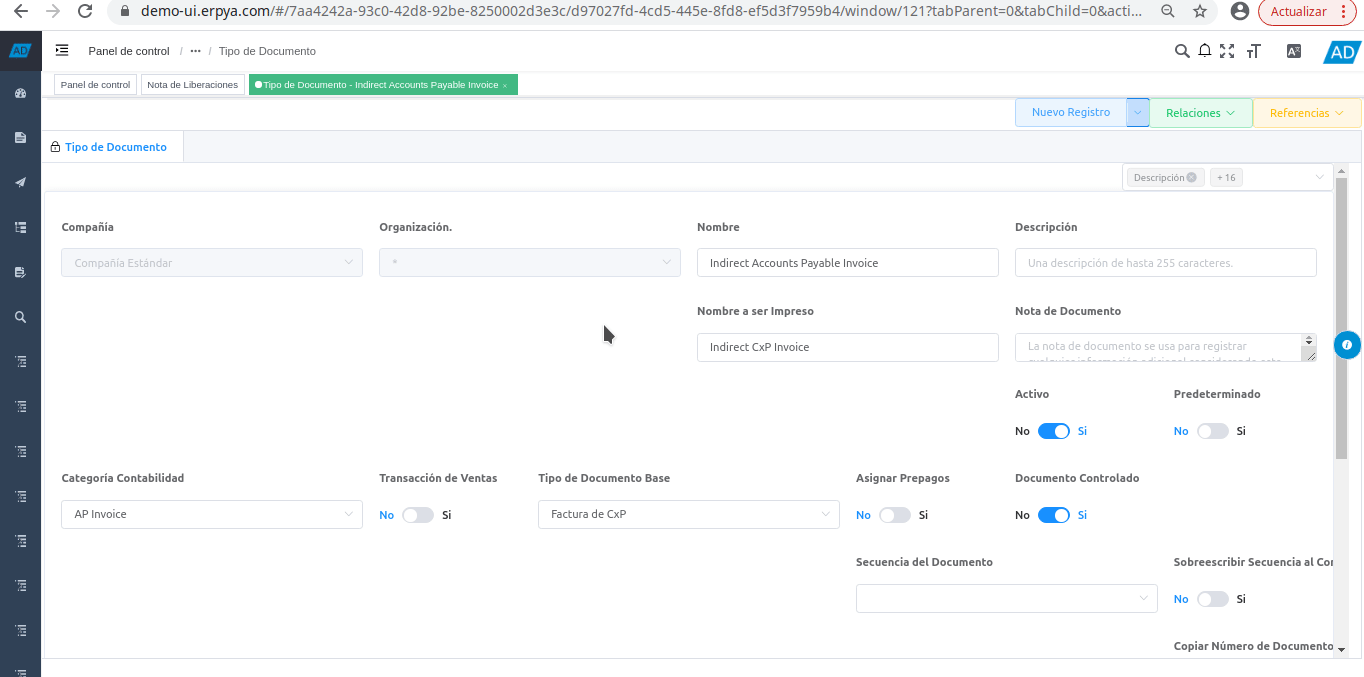 demo-ui.erpya.com/#/7aa4242a-93c0-42d8-92be-8250002d3e3c/d97027fd-4cd5-445e-8fd8-ef5d3f7959b4/window/121?tabParent=0&tabChild=0&acti...
Actualizar
AD
Panel de control / ··· / Tipo de Documento
AD
Panel de control
Nota de Liberaciones
Tipo de Documento - Indirect Accounts Payable Invoice ×
Nuevo Registro
Relaciones
Referencias
Tipo de Documento
Descripción
+ 16
Compañía
Organización.
Nombre
Descripción
Compañía Estándar
*
Indirect Accounts Payable Invoice
Una descripción de hasta 255 caracteres.
Nombre a ser Impreso
Nota de Documento
Indirect CxP Invoice
La nota de documento se usa para registrar
Activo
Predeterminado
No Si
No Si
Categoría Contabilidad
Transacción de Ventas
Tipo de Documento Base
Asignar Prepagos
Documento Controlado
AP Invoice
No Si
Factura de CxP
No Si
No Si
Secuencia del Documento
Sobreescribir Secuencia al Co
No Si
Copiar Número de Documento